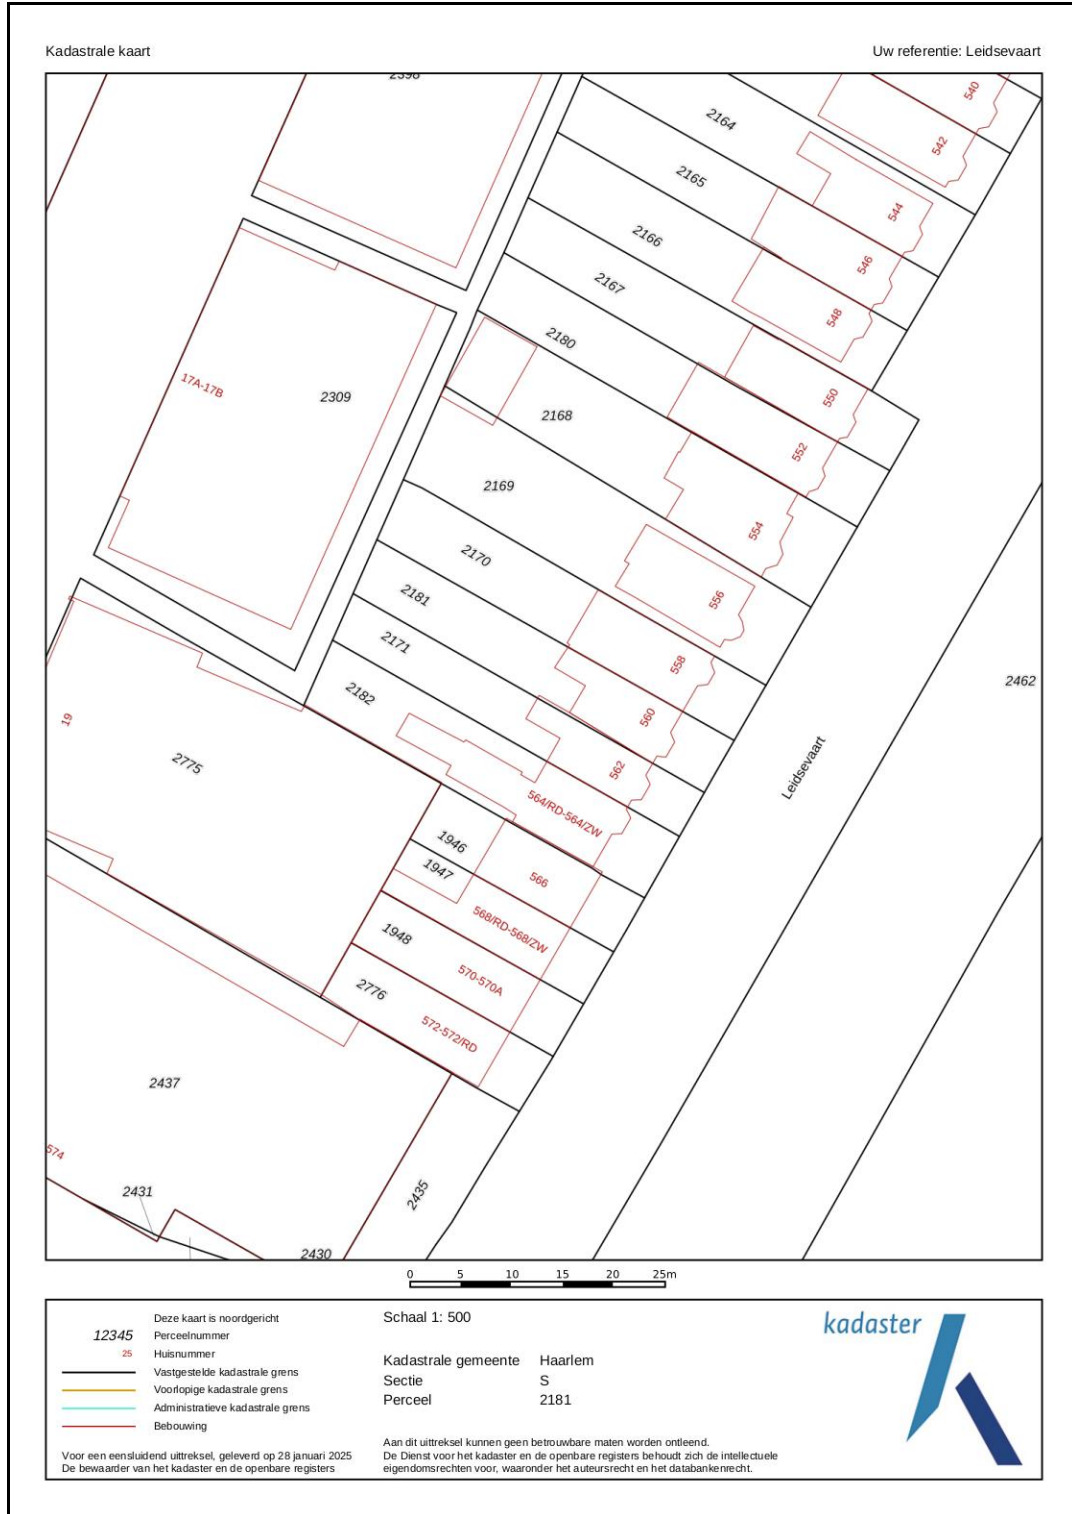 Kadastrale kaart
Uw referentie: Leidsevaart
2398
540
2164
542
2165
544
2166
546
2167
548
2180
17A-17B
2309
550
2168
552
2169
554
2170
2181
556
2171
558
2182
2462
560
19
2775
562
Leidsevaart
564/RD-564/ZW
1946
1947
566
568/RD-568/ZW
1948
570-570A
2776
572-572/RD
2437
574
2431
2435
2430
0 5 10 15 20 25m
Deze kaart is noordgericht
12345 Perceelnummer
25 Huisnummer
Vastgestelde kadastrale grens
Voorlopige kadastrale grens
Administratieve kadastrale grens
Bebouwing
Voor een eensluidend uittreksel, geleverd op 28 januari 2025
De bewaarder van het kadaster en de openbare registers
Schaal 1: 500
Kadastrale gemeente Haarlem
Sectie S
Perceel 2181
Aan dit uittreksel kunnen geen betrouwbare maten worden ontleend.
De Dienst voor het kadaster en de openbare registers behoudt zich de intellectuele
eigendomsrechten voor, waaronder het auteursrecht en het databankenrecht.
kadaster